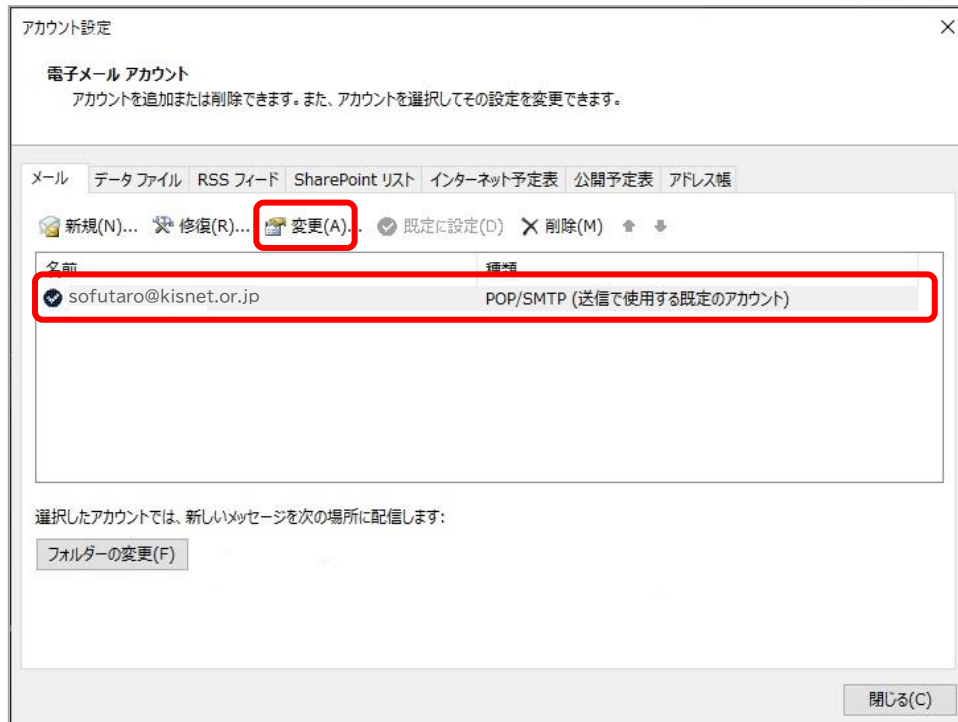 アカウント設定
電子メール アカウント
アカウントを追加または削除できます。また、アカウントを選択してその設定を変更できます。
メール データ ファイル RSS フィード SharePoint リスト インターネット予定表 公開予定表 アドレス帳
新規(N)... 修復(R)... 変更(A)... 既定に設定(D) 削除(M)
名前 種類
sofutaro@kisnet.or.jp POP/SMTP (送信で使用する既定のアカウント)
選択したアカウントでは、新しいメッセージを次の場所に配信します:
フォルダーの変更(F)
閉じる(C)